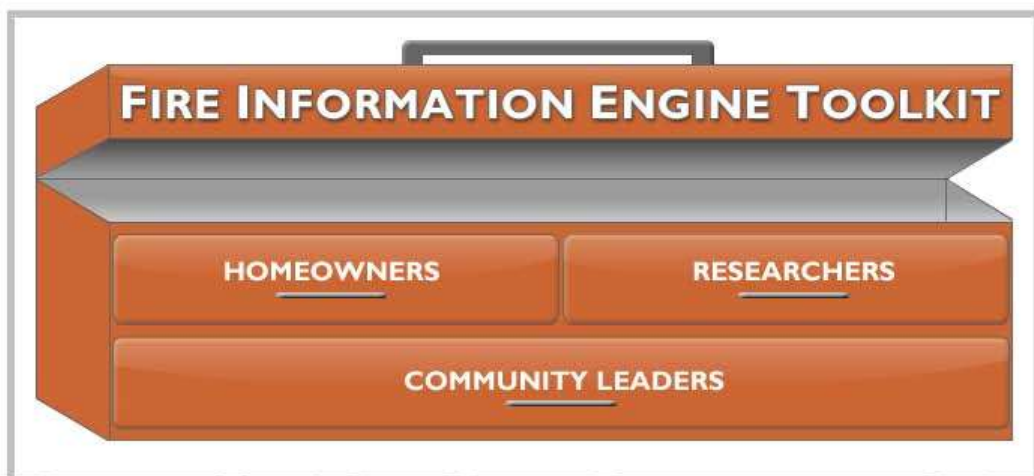 FIRE INFORMATION ENGINE TOOLKIT
HOMEOWNERS
RESEARCHERS
COMMUNITY LEADERS